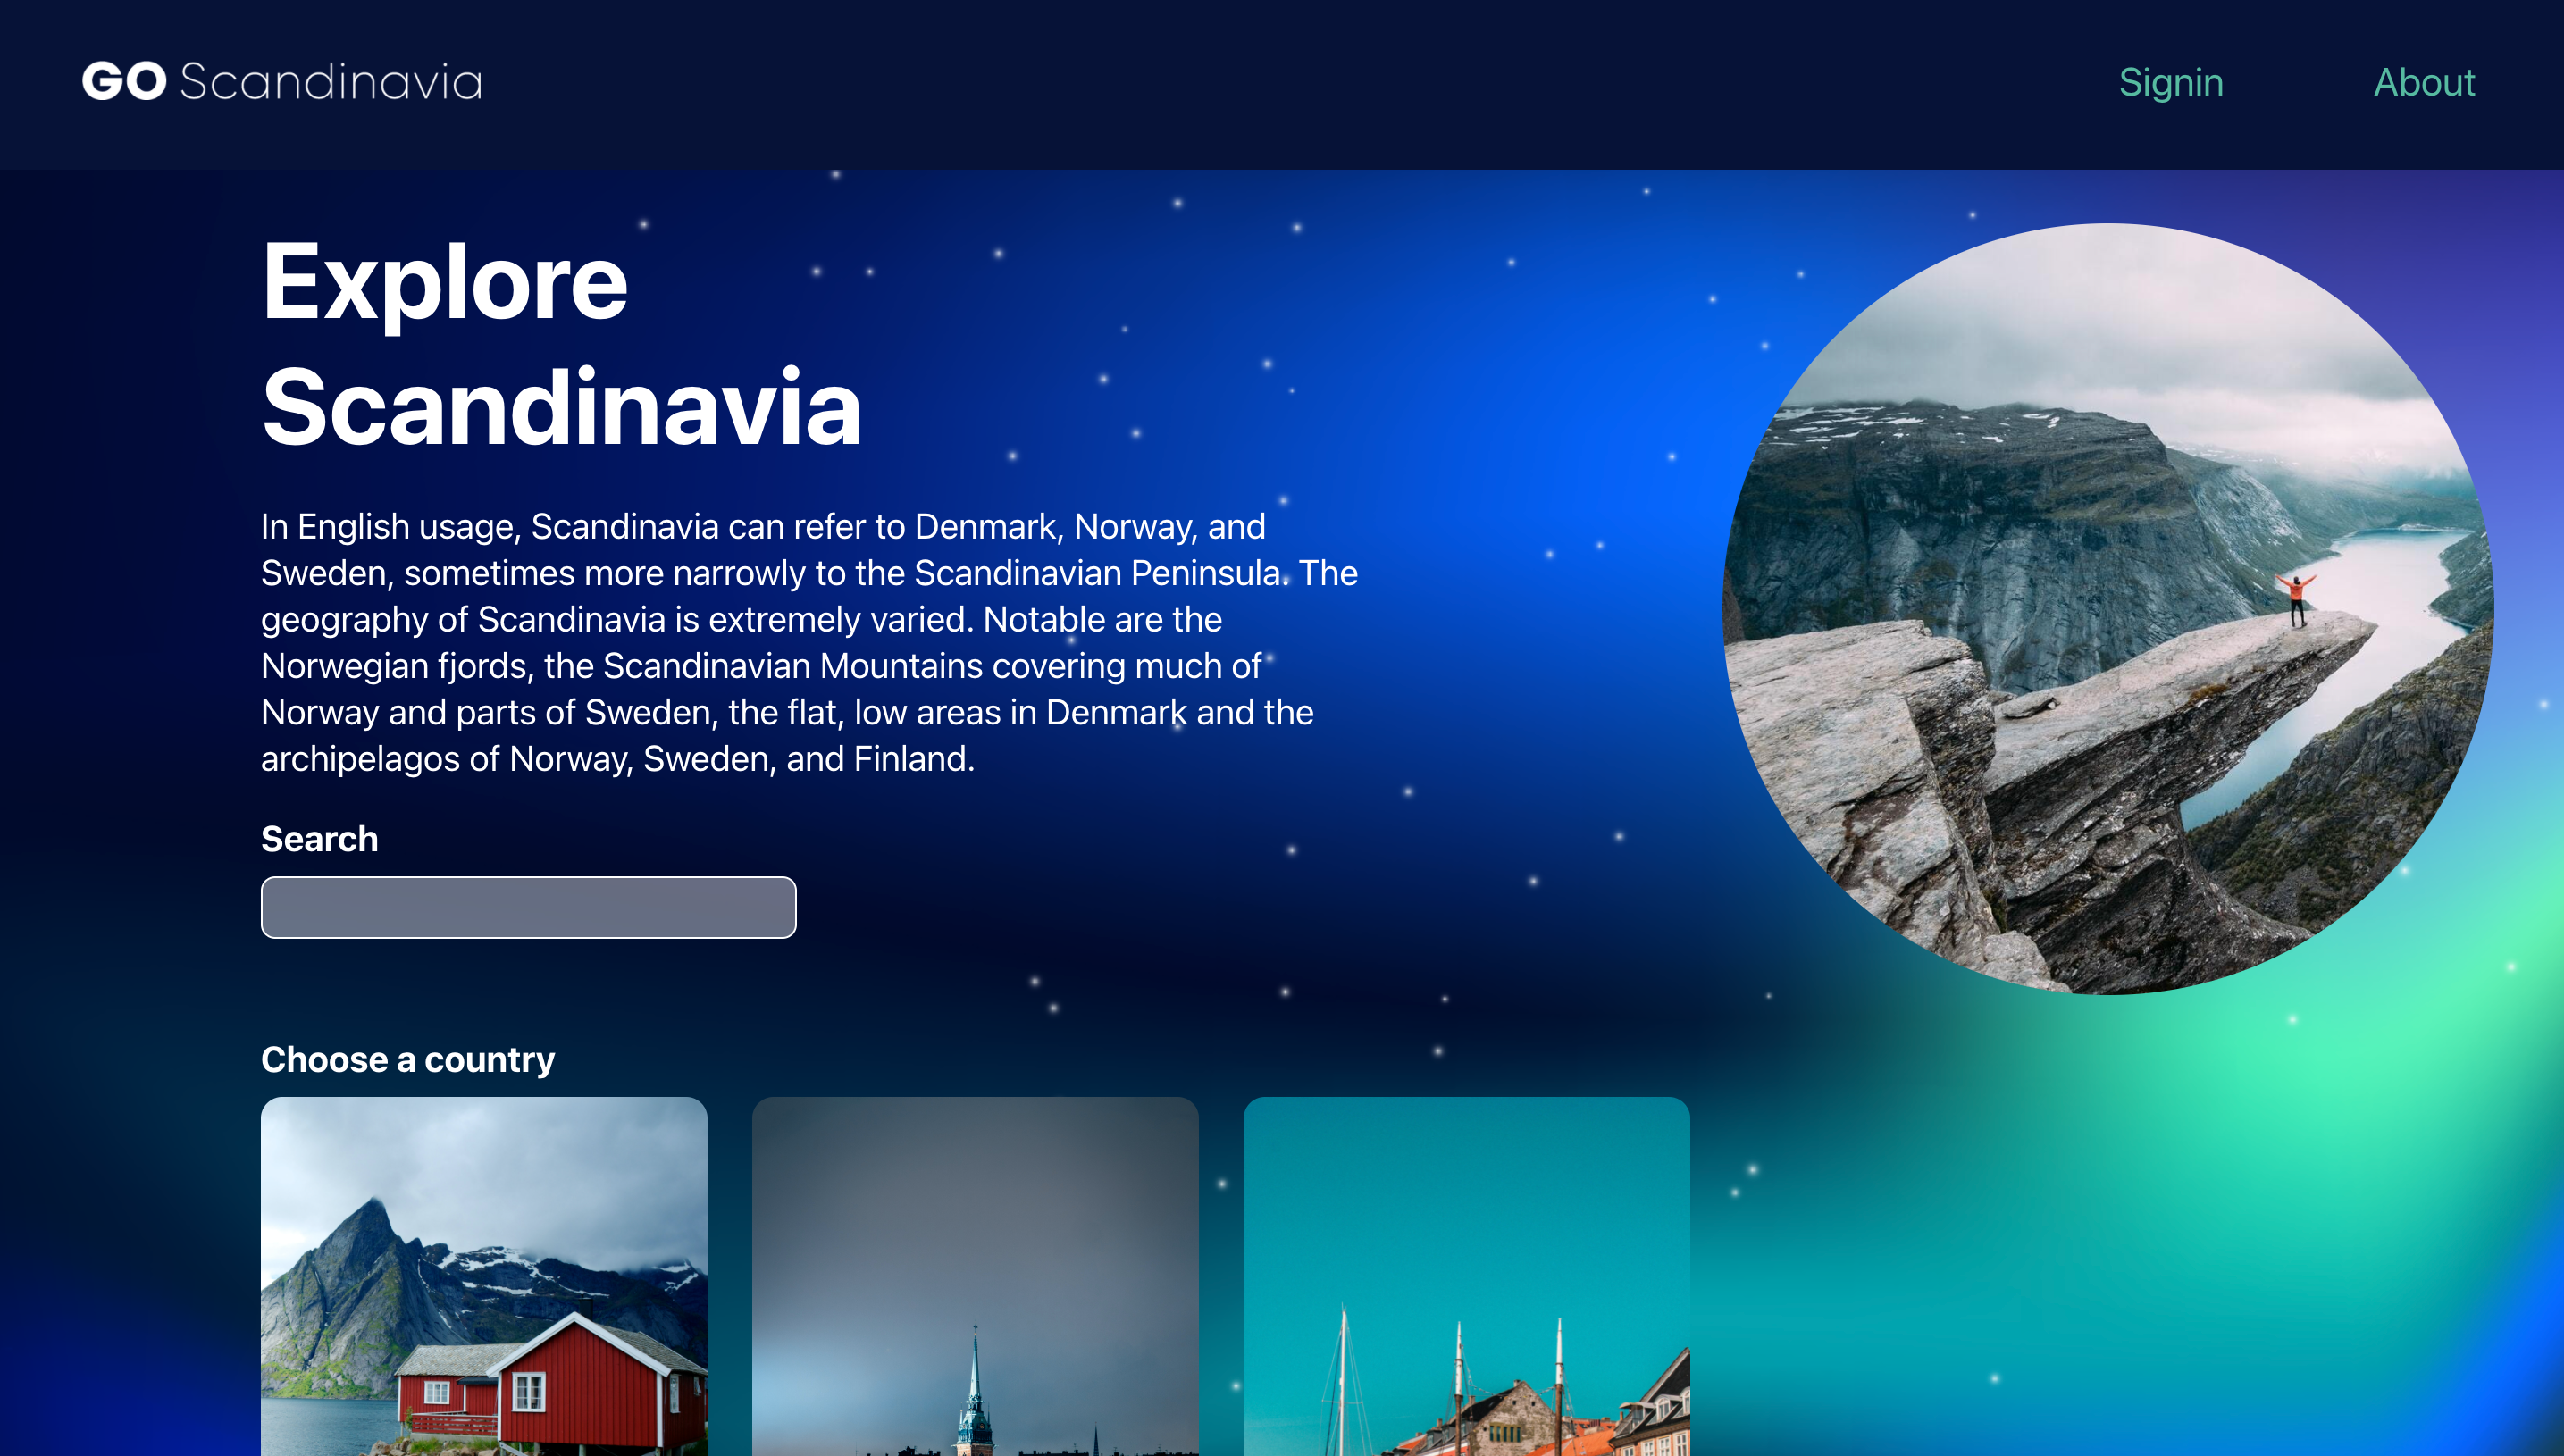 GO Scandinavia
Signin
About
Explore
Scandinavia
In English usage, Scandinavia can refer to Denmark, Norway, and
Sweden, sometimes more narrowly to the Scandinavian Peninsula. The
geography of Scandinavia is extremely varied. Notable are the
Norwegian fjords, the Scandinavian Mountains covering much of
Norway and parts of Sweden, the flat, low areas in Denmark and the
archipelagos of Norway, Sweden, and Finland.
Search
Choose a country